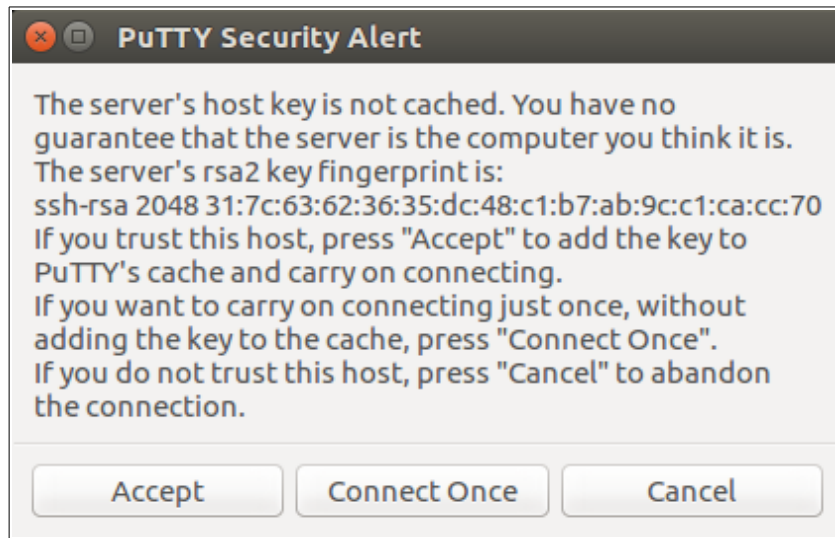 PuTTY Security Alert
The server's host key is not cached. You have no
guarantee that the server is the computer you think it is.
The server's rsa2 key fingerprint is:
ssh-rsa 2048 31:7c:63:62:36:35:dc:48:c1:b7:ab:9c:c1:ca:cc:70
If you trust this host, press "Accept" to add the key to
PuTTY's cache and carry on connecting.
If you want to carry on connecting just once, without
adding the key to the cache, press "Connect Once".
If you do not trust this host, press "Cancel" to abandon
the connection.
Accept Connect Once Cancel